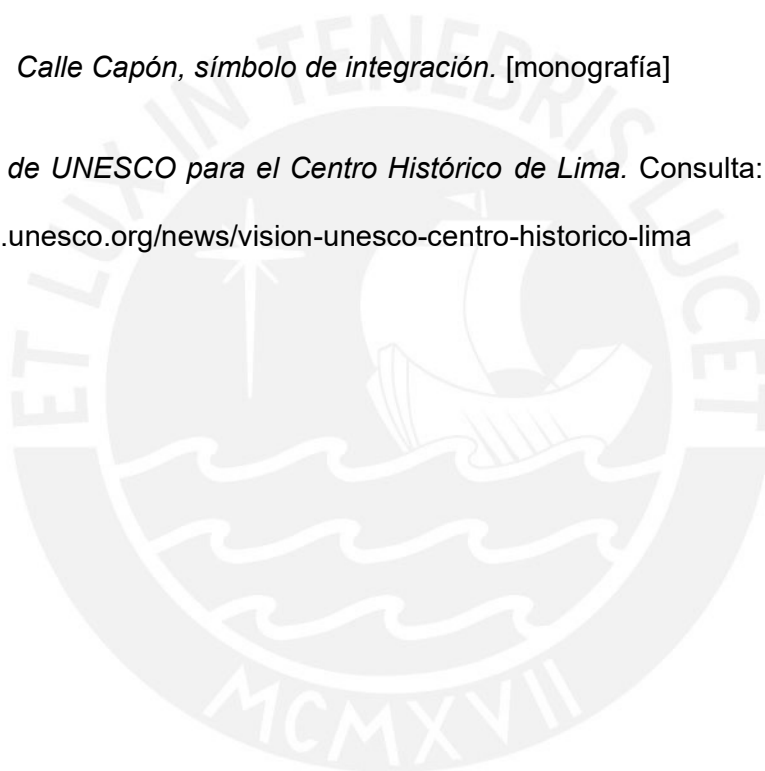 Calle Capón, símbolo de integración. [monografía]
de UNESCO para el Centro Histórico de Lima. Consulta:
.unesco.org/news/vision-unesco-centro-historico-lima
ET LUX IN TENEBRIS LUCET
MCMXVII